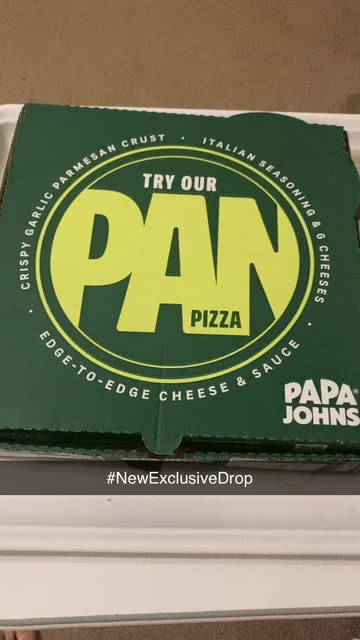 CRISPY GARLIC PARMESAN CRUST • ITALIAN SEASONING & 6 CHEESES •
TRY OUR
PAN
PIZZA
EDGE-TO-EDGE CHEESE & SAUCE •
PAPA
JOHNS
#NewExclusiveDrop